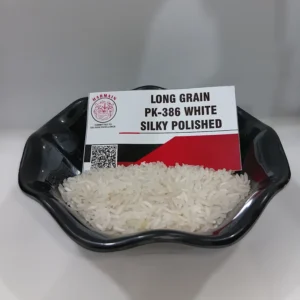 LONG GRAIN
PK-386 WHITE
SILKY POLISHED